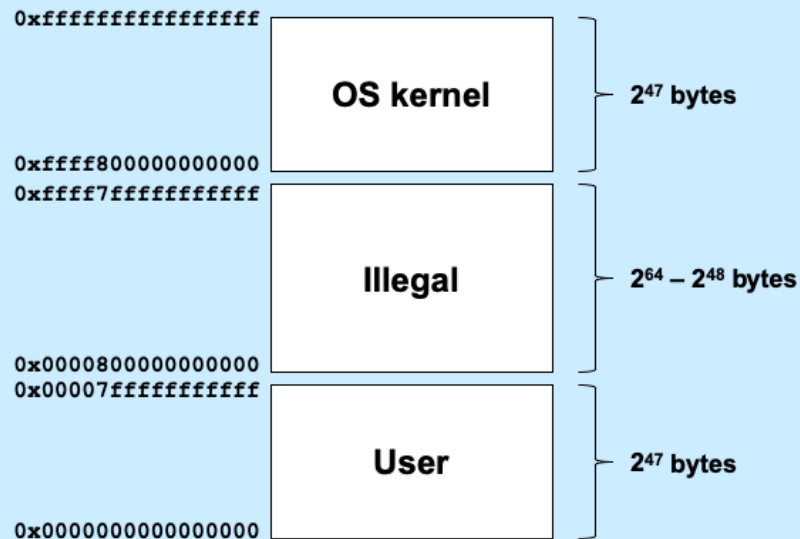 0xffffffffffffffff
OS kernel
2⁴⁷ bytes
0xffff800000000000
0xffff7fffffffffff
Illegal
2⁶⁴ – 2⁴⁸ bytes
0x0000800000000000
0x00007fffffffffff
User
2⁴⁷ bytes
0x0000000000000000